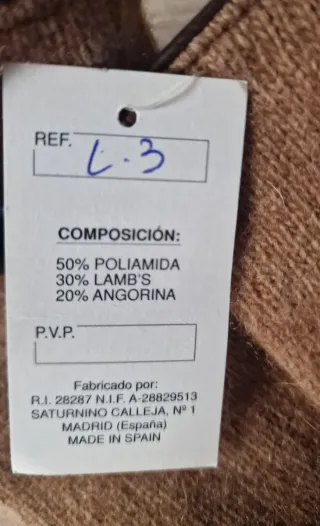 REF.
L.3
COMPOSICIÓN:
50% POLIAMIDA
30% LAMB'S
20% ANGORINA
P.V.P.
Fabricado por:
R.I. 28287 N.I.F. A-28829513
SATURNINO CALLEJA, Nº 1
MADRID (España)
MADE IN SPAIN